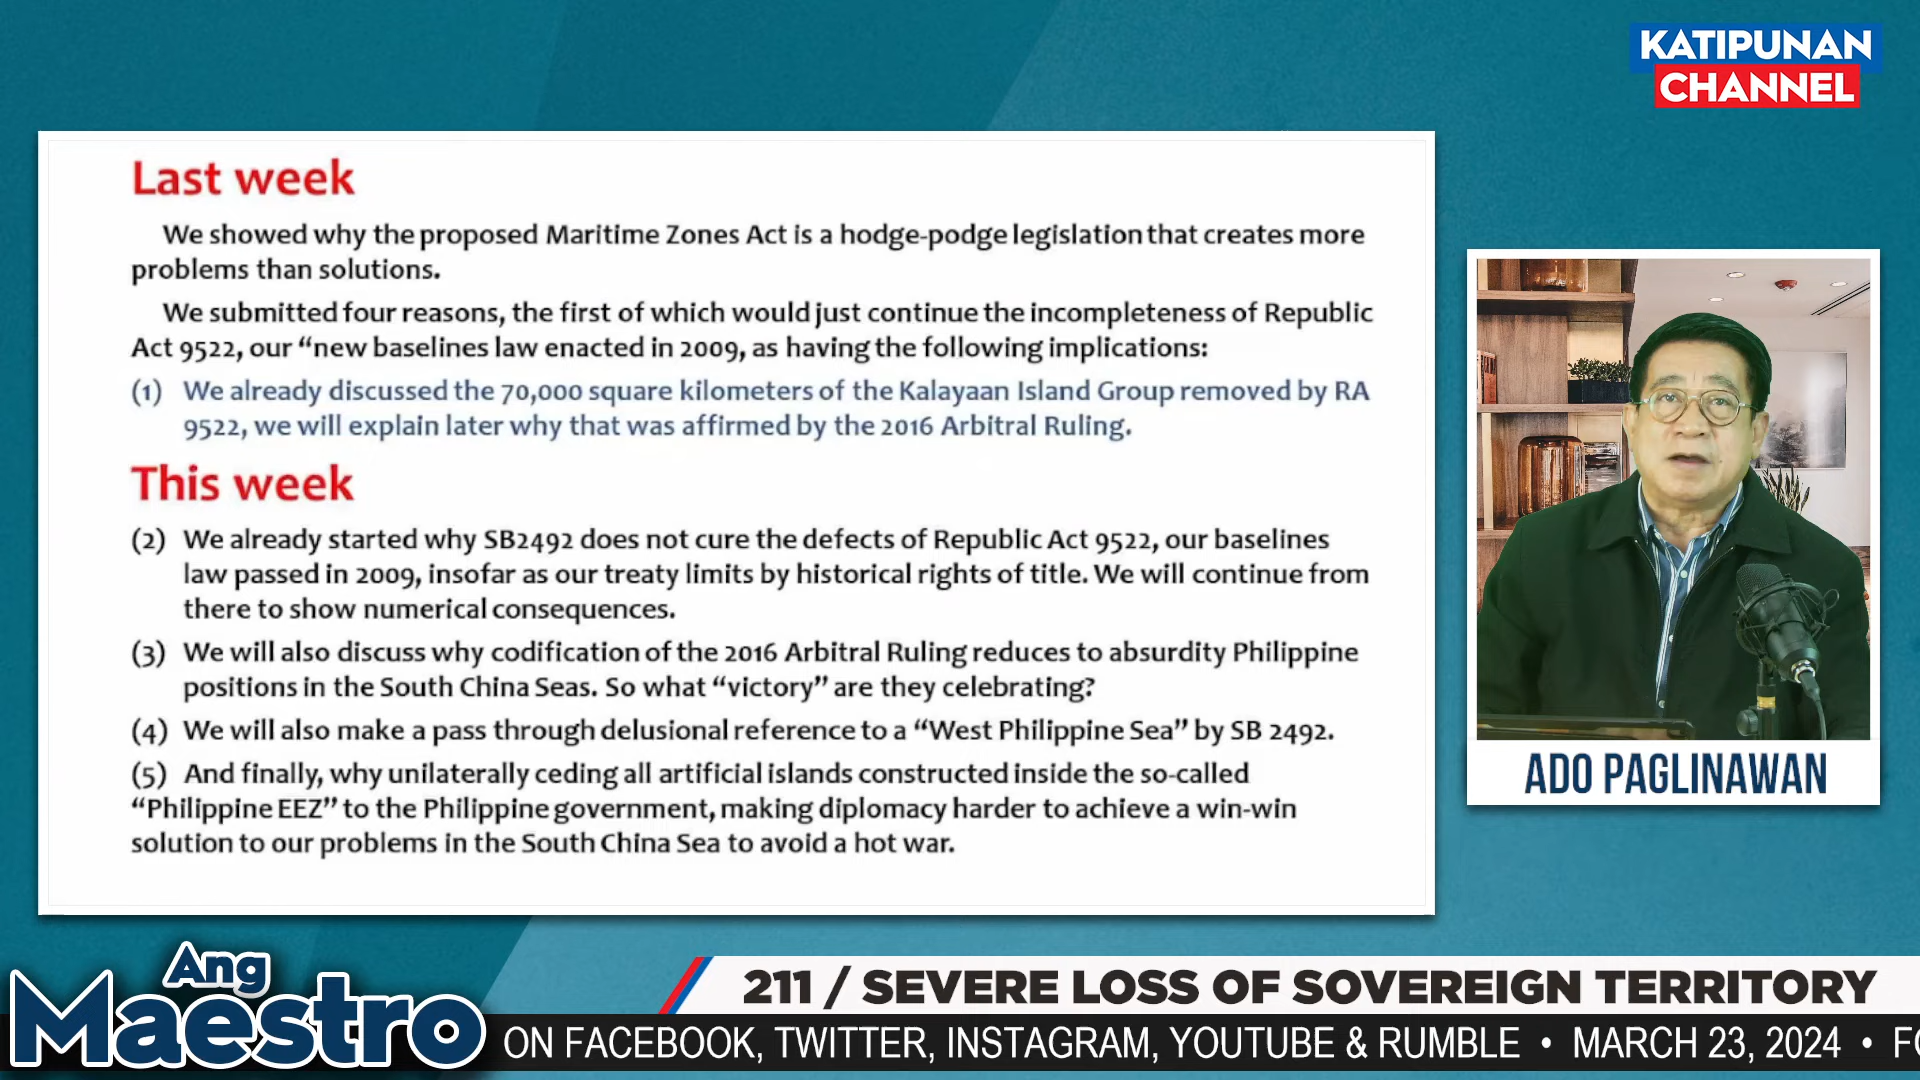 KATIPUNAN
CHANNEL
Last week
We showed why the proposed Maritime Zones Act is a hodge-podge legislation that creates more
problems than solutions.
We submitted four reasons, the first of which would just continue the incompleteness of Republic
Act 9522, our “new baselines law enacted in 2009, as having the following implications:
(1) We already discussed the 70,000 square kilometers of the Kalayaan Island Group removed by RA
9522, we will explain later why that was affirmed by the 2016 Arbitral Ruling.
This week
(2) We already started why SB2492 does not cure the defects of Republic Act 9522, our baselines
law passed in 2009, insofar as our treaty limits by historical rights of title. We will continue from
there to show numerical consequences.
(3) We will also discuss why codification of the 2016 Arbitral Ruling reduces to absurdity Philippine
positions in the South China Seas. So what “victory” are they celebrating?
(4) We will also make a pass through delusional reference to a “West Philippine Sea” by SB 2492.
(5) And finally, why unilaterally ceding all artificial islands constructed inside the so-called
“Philippine EEZ” to the Philippine government, making diplomacy harder to achieve a win-win
solution to our problems in the South China Sea to avoid a hot war.
ADO PAGLINAWAN
Ang
Maestro
211 / SEVERE LOSS OF SOVEREIGN TERRITORY
ON FACEBOOK, TWITTER, INSTAGRAM, YOUTUBE & RUMBLE • MARCH 23, 2024 • FO